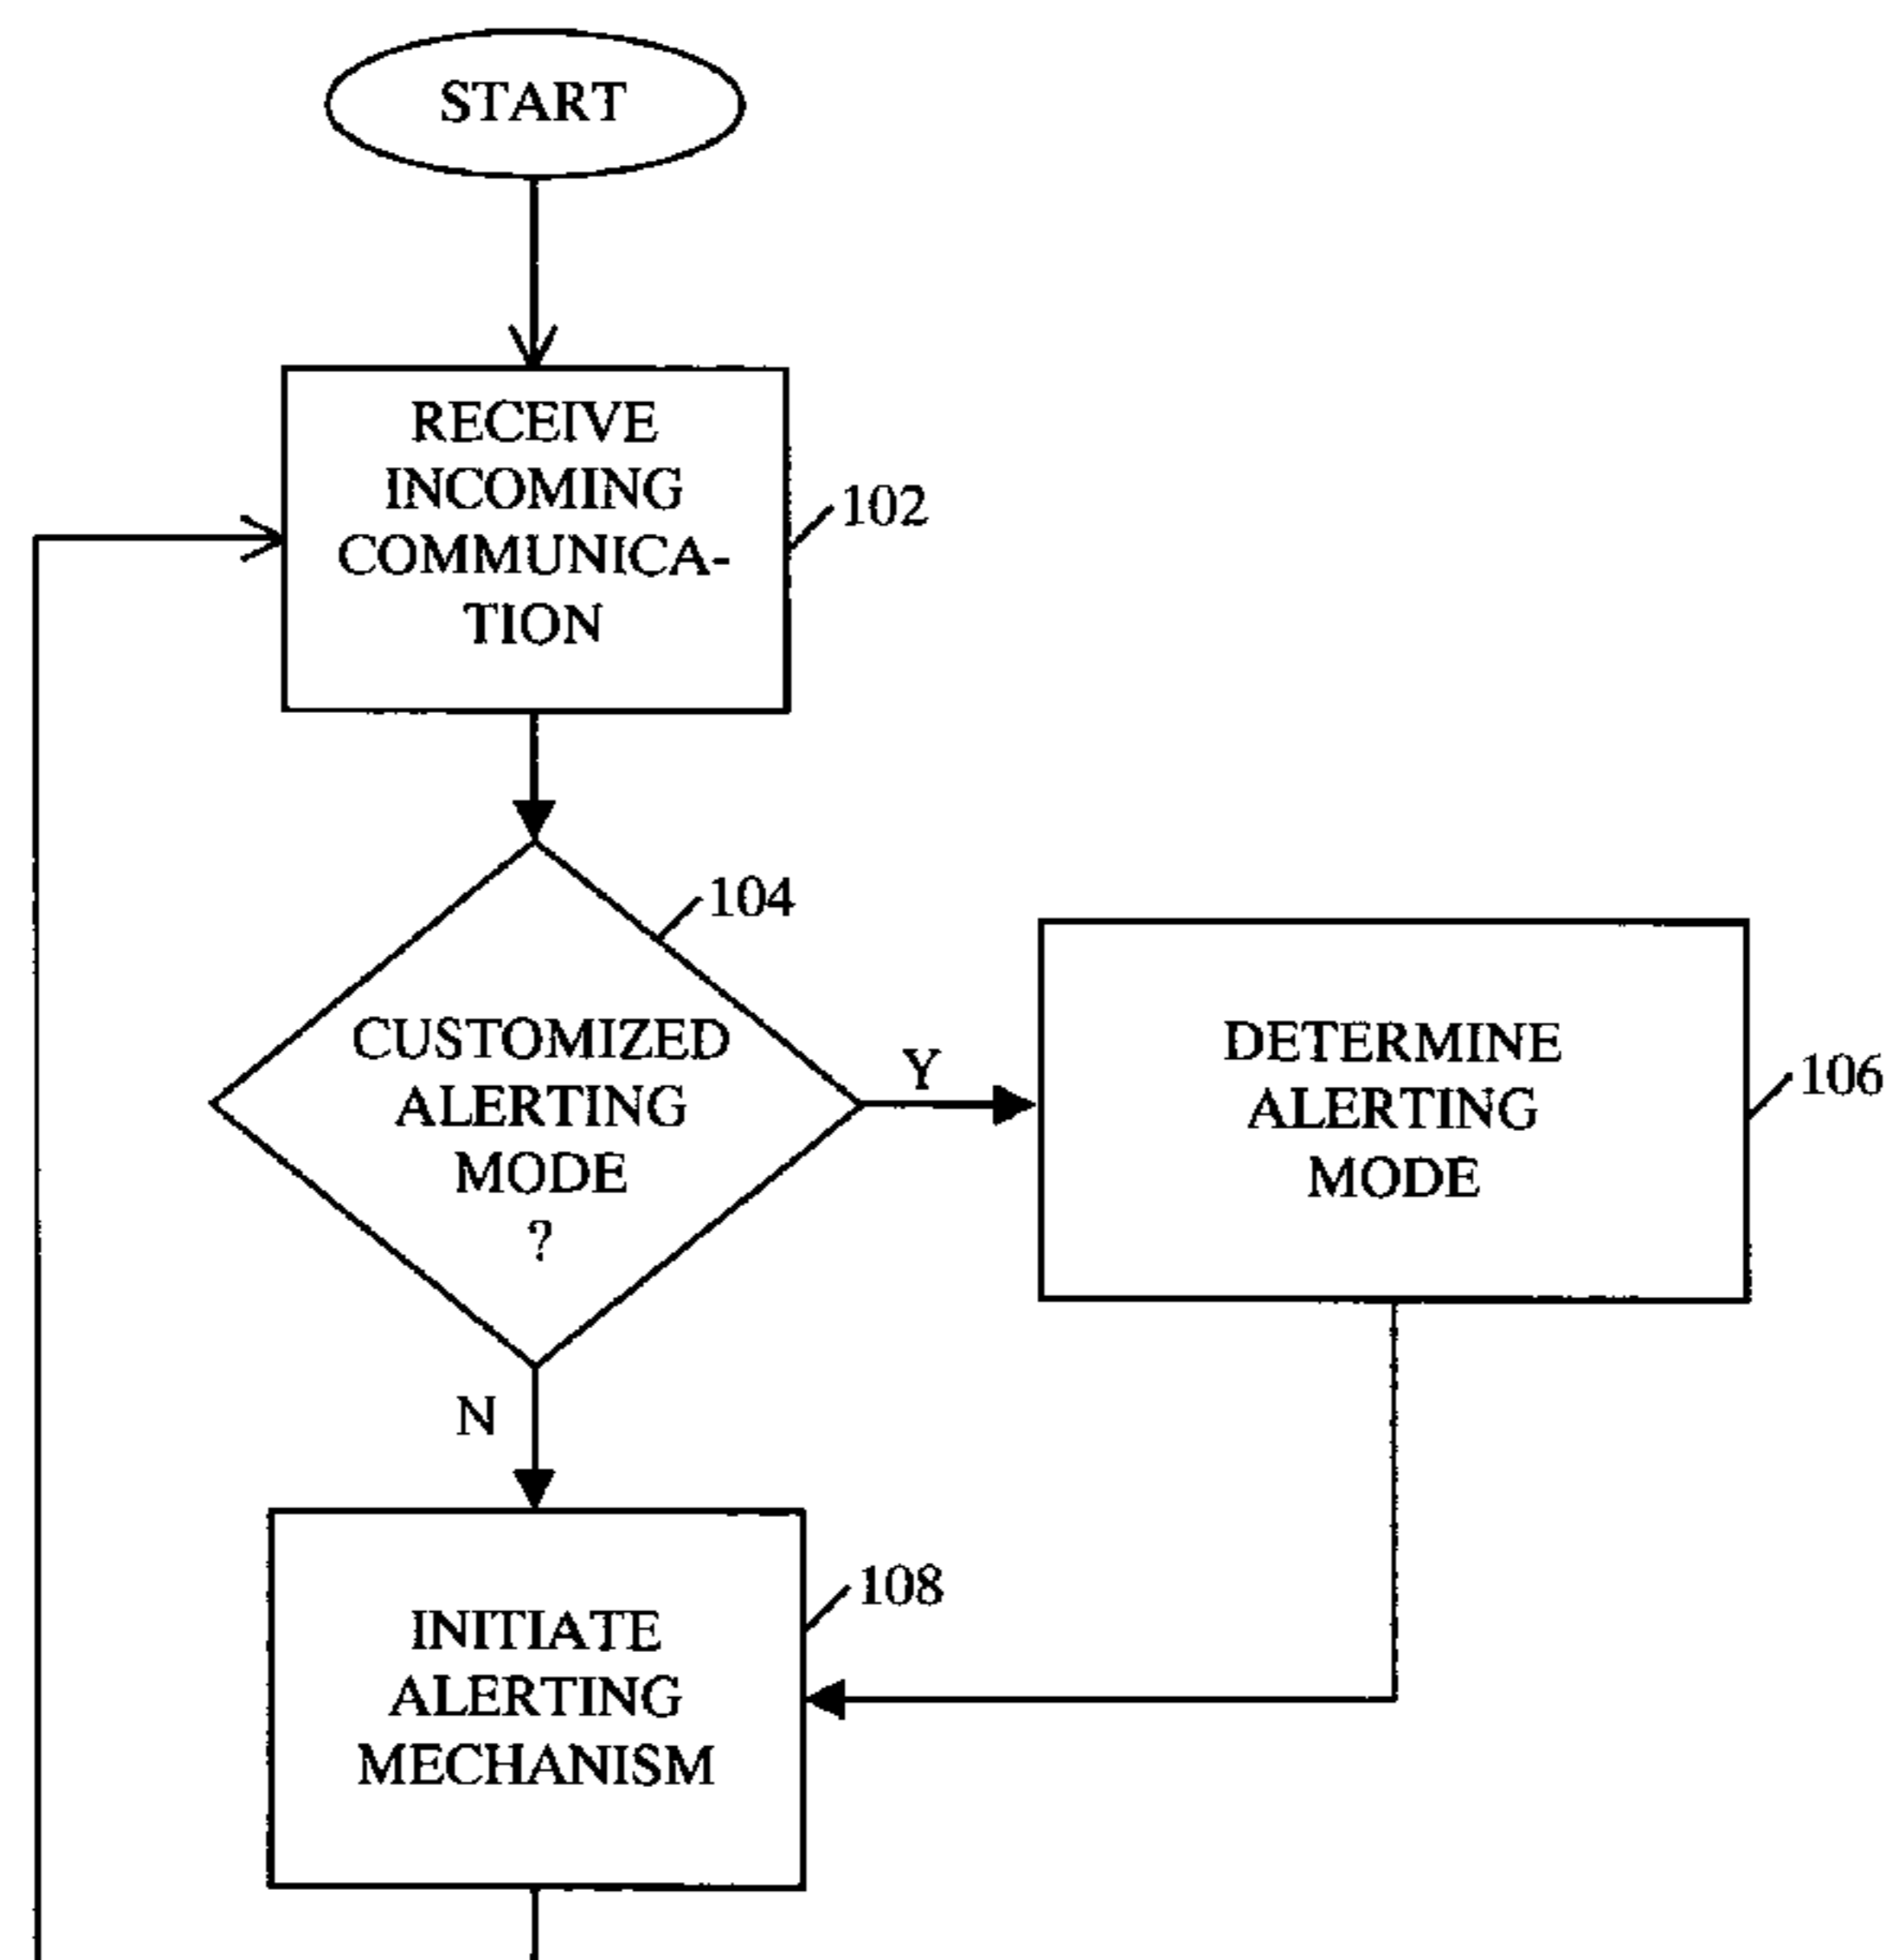 START
RECEIVE
INCOMING
COMMUNICA-
TION
102
104
CUSTOMIZED
ALERTING
MODE
?
Y
DETERMINE
ALERTING
MODE
106
N
INITIATE
ALERTING
MECHANISM
108